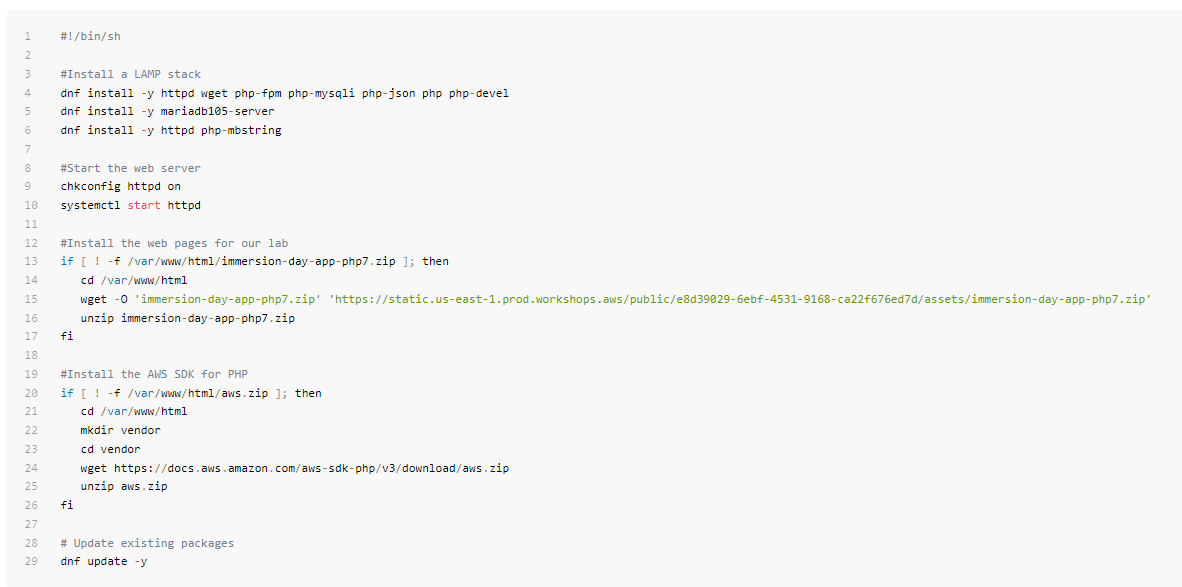 1 #!/bin/sh
2
3 #Install a LAMP stack
4 dnf install -y httpd wget php-fpm php-mysqli php-json php php-devel
5 dnf install -y mariadb105-server
6 dnf install -y httpd php-mbstring
7
8 #Start the web server
9 chkconfig httpd on
10 systemctl start httpd
11
12 #Install the web pages for our lab
13 if [ ! -f /var/www/html/immersion-day-app-php7.zip ]; then
14    cd /var/www/html
15    wget -O 'immersion-day-app-php7.zip' 'https://static.us-east-1.prod.workshops.aws/public/e8d39029-6ebf-4531-9168-ca22f676ed7d/assets/immersion-day-app-php7.zip'
16    unzip immersion-day-app-php7.zip
17 fi
18
19 #Install the AWS SDK for PHP
20 if [ ! -f /var/www/html/aws.zip ]; then
21    cd /var/www/html
22    mkdir vendor
23    cd vendor
24    wget https://docs.aws.amazon.com/aws-sdk-php/v3/download/aws.zip
25    unzip aws.zip
26 fi
27
28 # Update existing packages
29 dnf update -y